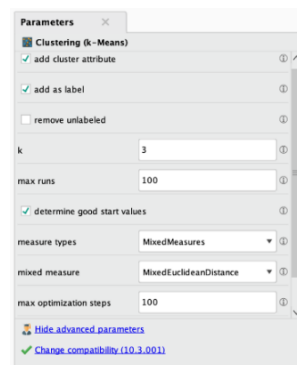 Parameters ×
Clustering (k-Means)
add cluster attribute
add as label
remove unlabeled
k 3
max runs 100
determine good start values
measure types MixedMeasures
mixed measure MixedEuclideanDistance
max optimization steps 100
Hide advanced parameters
Change compatibility (10.3.001)